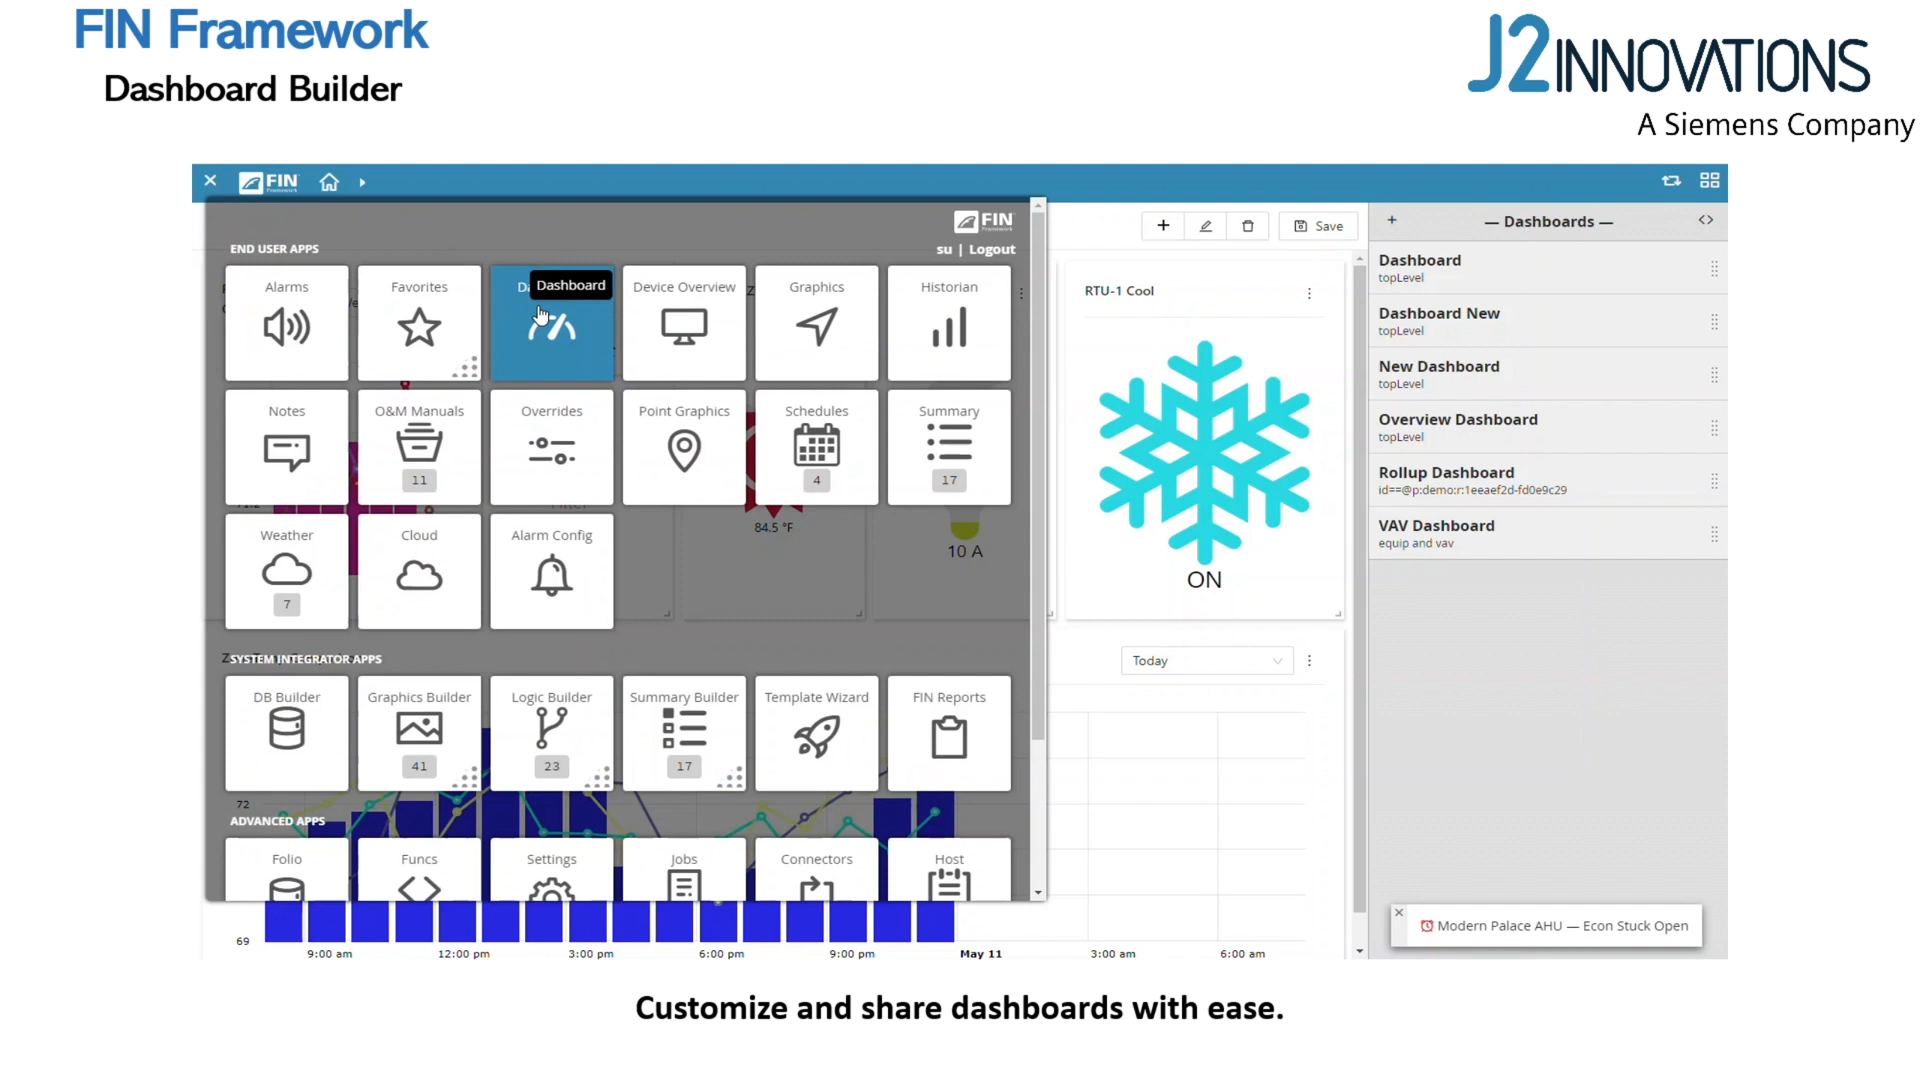 FIN Framework
Dashboard Builder
J2INNOVATIONS
A Siemens Company
FIN
Framework
+
Save
— Dashboards —
FIN
Framework
su | Logout
END USER APPS
Alarms
Favorites
Dashboard
Device Overview
Graphics
Historian
RTU-1 Cool
Dashboard
topLevel
Dashboard New
topLevel
New Dashboard
topLevel
Overview Dashboard
topLevel
Rollup Dashboard
id==@p:demo:r:1eeaef2d-fd0e9c29
VAV Dashboard
equip and vav
Notes
O&M Manuals
11
Overrides
Point Graphics
Schedules
4
Summary
17
84.5 °F
10 A
ON
Weather
7
Cloud
Alarm Config
SYSTEM INTEGRATOR APPS
Today
DB Builder
Graphics Builder
41
Logic Builder
23
Summary Builder
17
Template Wizard
FIN Reports
72
ADVANCED APPS
Folio
Funcs
Settings
Jobs
Connectors
Host
Modern Palace AHU — Econ Stuck Open
69
9:00 am
12:00 pm
3:00 pm
6:00 pm
9:00 pm
May 11
3:00 am
6:00 am
Customize and share dashboards with ease.